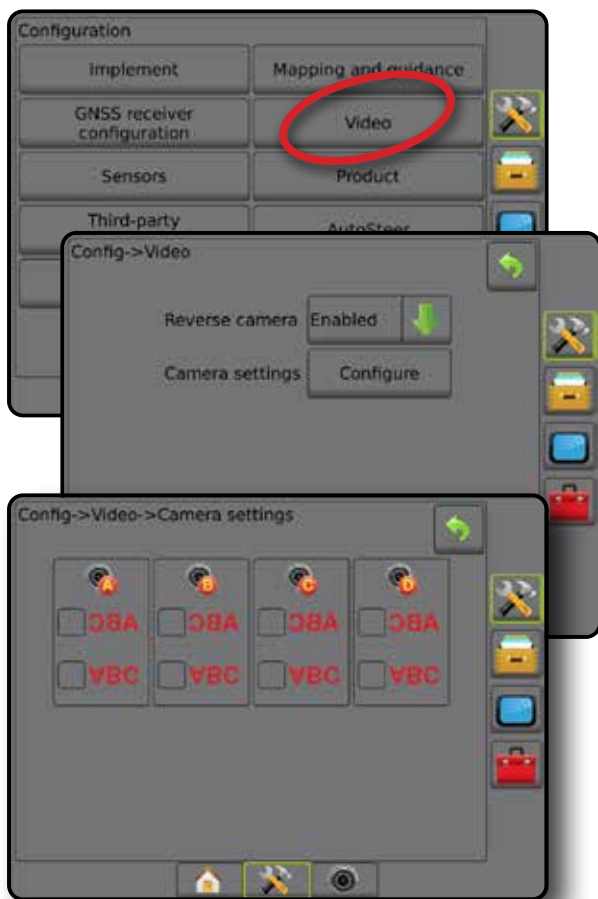 Configuration
Implement
Mapping and guidance
GNSS receiver
configuration
Video
Sensors
Product
Third-party
AutoSteer
Config->Video
Reverse camera
Enabled
Camera settings
Configure
Config->Video->Camera settings
A
B
C
D
ABC
ABC
ABC
ABC
ABC
ABC
ABC
ABC